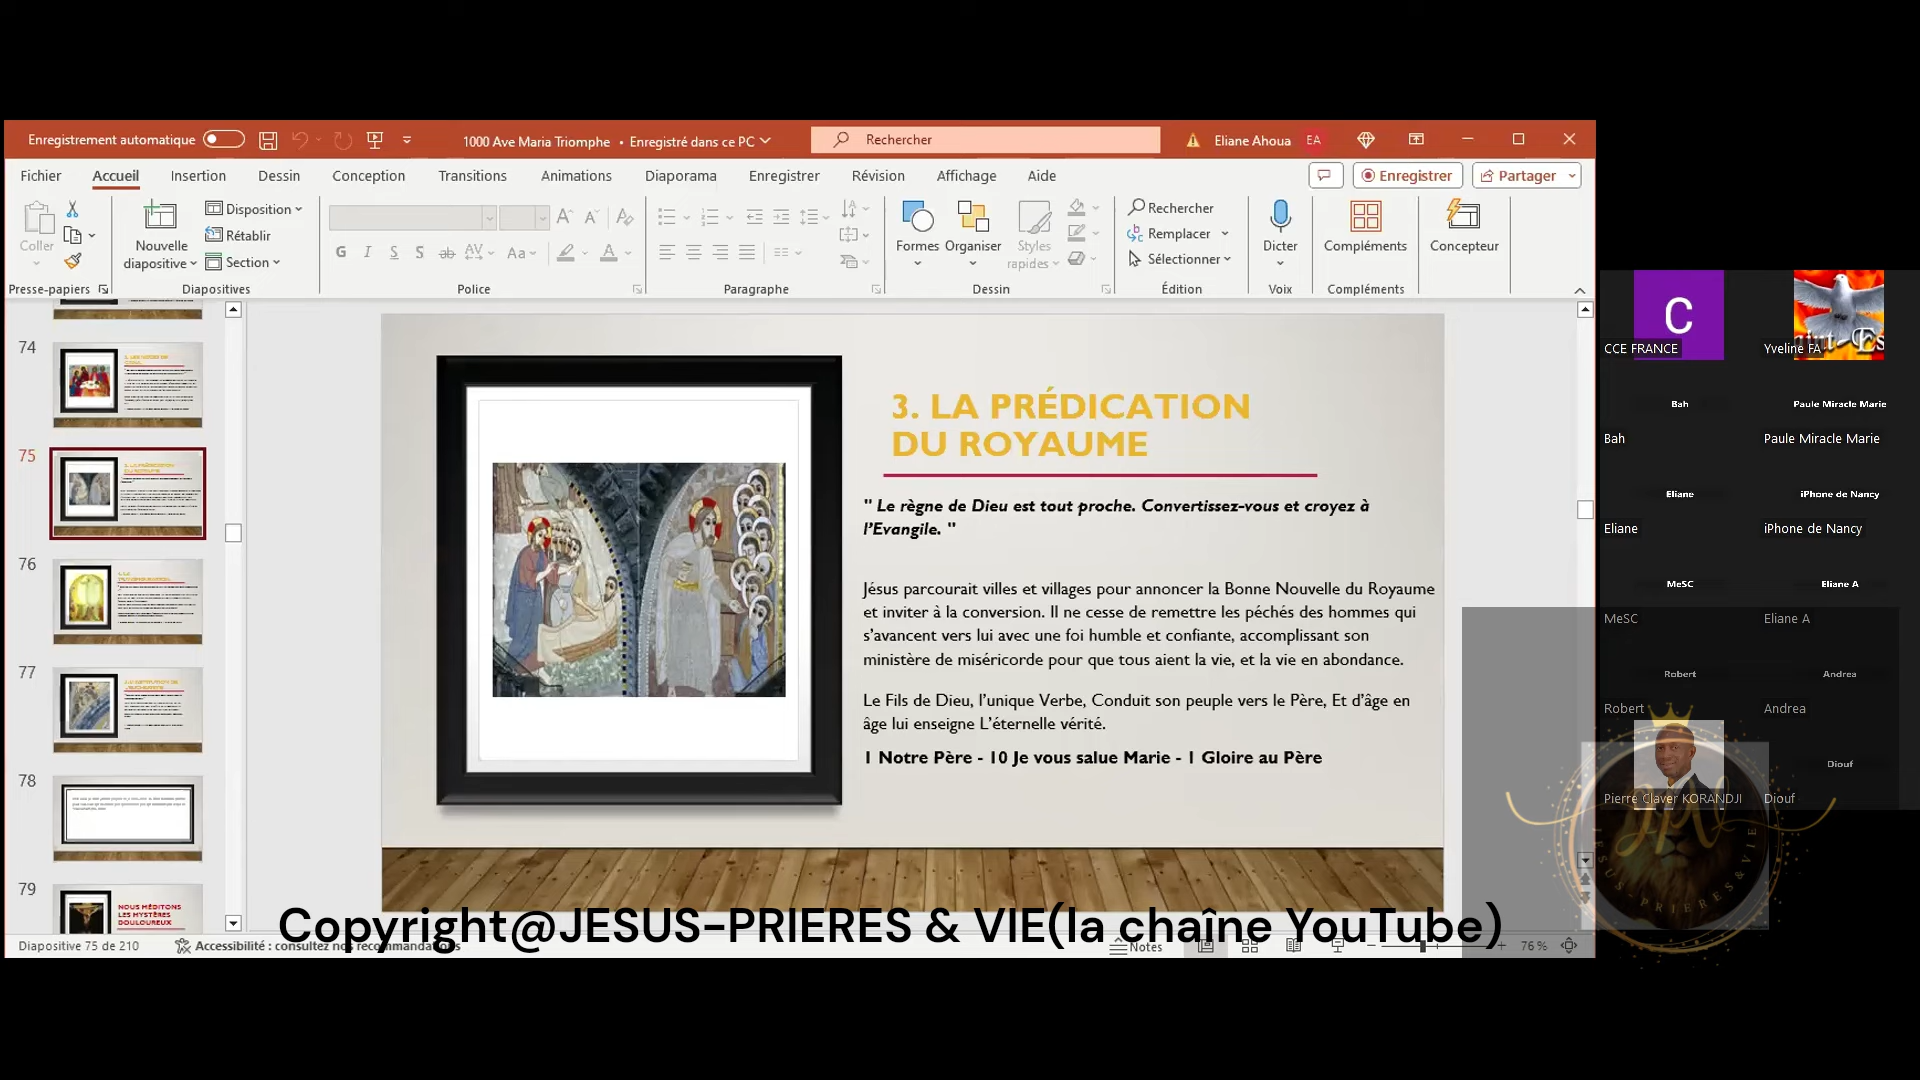 Enregistrement automatique
1000 Ave Maria Triomphe • Enregistré dans ce PC
Rechercher
Eliane Ahoua EA
Fichier Accueil Insertion Dessin Conception Transitions Animations Diaporama Enregistrer Révision Affichage Aide
Enregistrer
Partager
Coller
Nouvelle
diapositive
Disposition
Rétablir
Section
G I S S ab AV Aa A
Formes
Organiser
Styles
rapides
Rechercher
Remplacer
Sélectionner
Dicter
Compléments
Concepteur
Presse-papiers Diapositives Police Paragraphe Dessin Édition Voix Compléments
74
75
76
77
78
79
NOUS MÉDITONS
LES MYSTÈRES
DOULOUREUX
3. LA PRÉDICATION
DU ROYAUME
" Le règne de Dieu est tout proche. Convertissez-vous et croyez à
l’Evangile. "
Jésus parcourait villes et villages pour annoncer la Bonne Nouvelle du Royaume
et inviter à la conversion. Il ne cesse de remettre les péchés des hommes qui
s’avancent vers lui avec une foi humble et confiante, accomplissant son
ministère de miséricorde pour que tous aient la vie, et la vie en abondance.
Le Fils de Dieu, l’unique Verbe, Conduit son peuple vers le Père, Et d’âge en
âge lui enseigne L’éternelle vérité.
1 Notre Père - 10 Je vous salue Marie - 1 Gloire au Père
C
CCE FRANCE
Yveline FA
Bah
Paule Miracle Marie
Bah
Paule Miracle Marie
Eliane
iPhone de Nancy
Eliane
iPhone de Nancy
MeSC
Eliane A
MeSC
Eliane A
Robert
Andrea
Robert
Andrea
Diouf
Pierre Claver KORANDJI
Diouf
JESUS-PRIERES & VIE
Copyright@JESUS-PRIERES & VIE(la chaîne YouTube)
Diapositive 75 de 210
Accessibilité : consultez nos recommandations
Notes
76 %